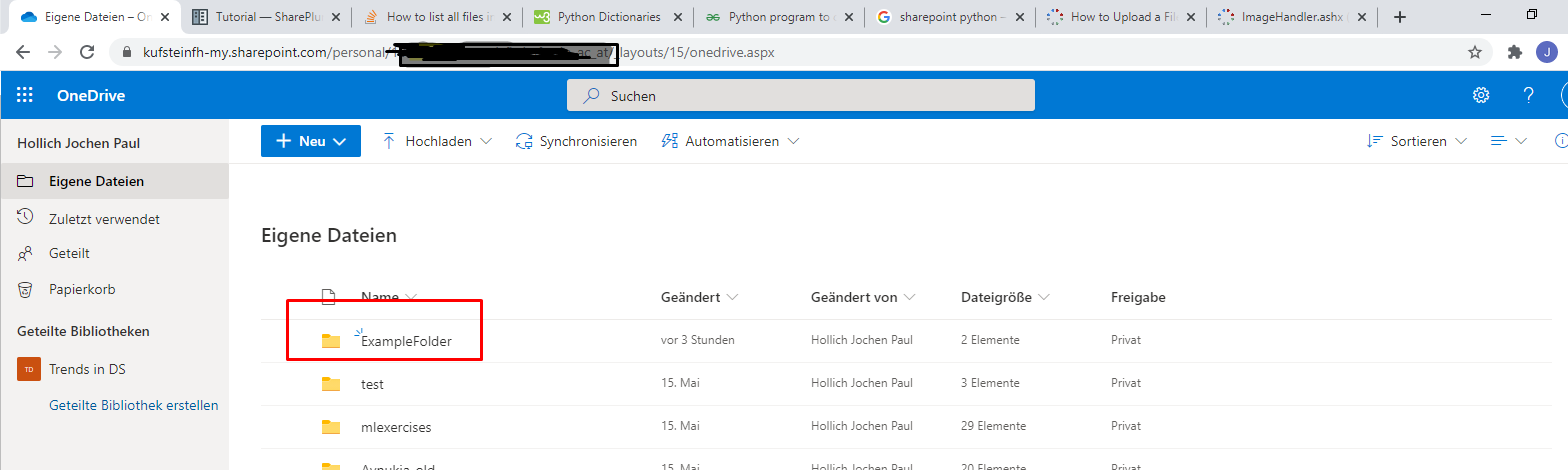 Eigene Dateien – On
Tutorial — SharePlu
How to list all files in
Python Dictionaries
Python program to c
sharepoint python –
How to Upload a File
ImageHandler.ashx
kufsteinfh-my.sharepoint.com/personal/ ac_at/_layouts/15/onedrive.aspx
J
OneDrive
Suchen
?
Hollich Jochen Paul
+ Neu
Hochladen
Synchronisieren
Automatisieren
Sortieren
Eigene Dateien
Zuletzt verwendet
Geteilt
Papierkorb
Geteilte Bibliotheken
TD Trends in DS
Geteilte Bibliothek erstellen
Eigene Dateien
Name Geändert Geändert von Dateigröße Freigabe
ExampleFolder vor 3 Stunden Hollich Jochen Paul 2 Elemente Privat
test 15. Mai Hollich Jochen Paul 3 Elemente Privat
mlexercises 15. Mai Hollich Jochen Paul 29 Elemente Privat
15. Mai Hollich Jochen Paul 20 Elemente Privat